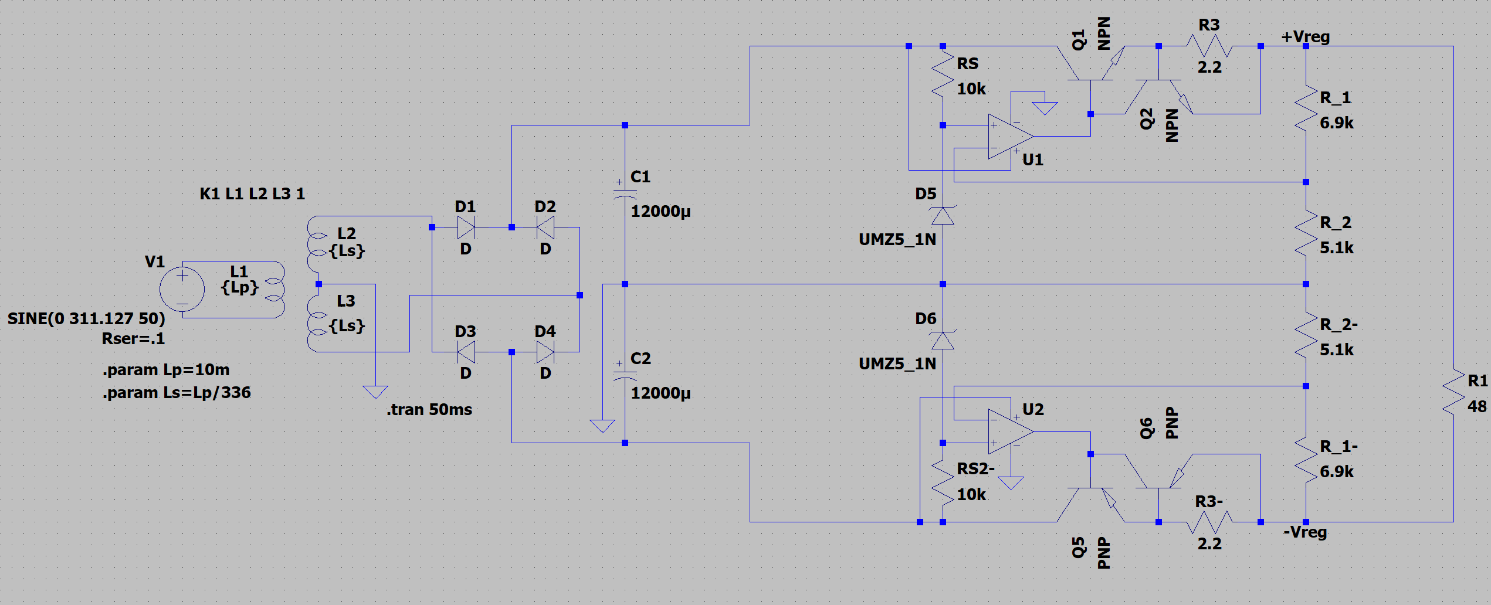 Q1
NPN
R3
2.2
+Vreg
RS
10k
Q2
NPN
R_1
6.9k
U1
K1 L1 L2 L3 1
C1
12000µ
D5
UMZ5_1N
D1
D
D2
D
R_2
5.1k
L2
{Ls}
V1
L1
{Lp}
L3
{Ls}
SINE(0 311.127 50)
Rser=.1
D3
D
D4
D
C2
12000µ
D6
UMZ5_1N
R_2-
5.1k
.param Lp=10m
.param Ls=Lp/336
.tran 50ms
R1
48
U2
Q6
PNP
RS2-
10k
R_1-
6.9k
R3-
2.2
Q5
PNP
-Vreg